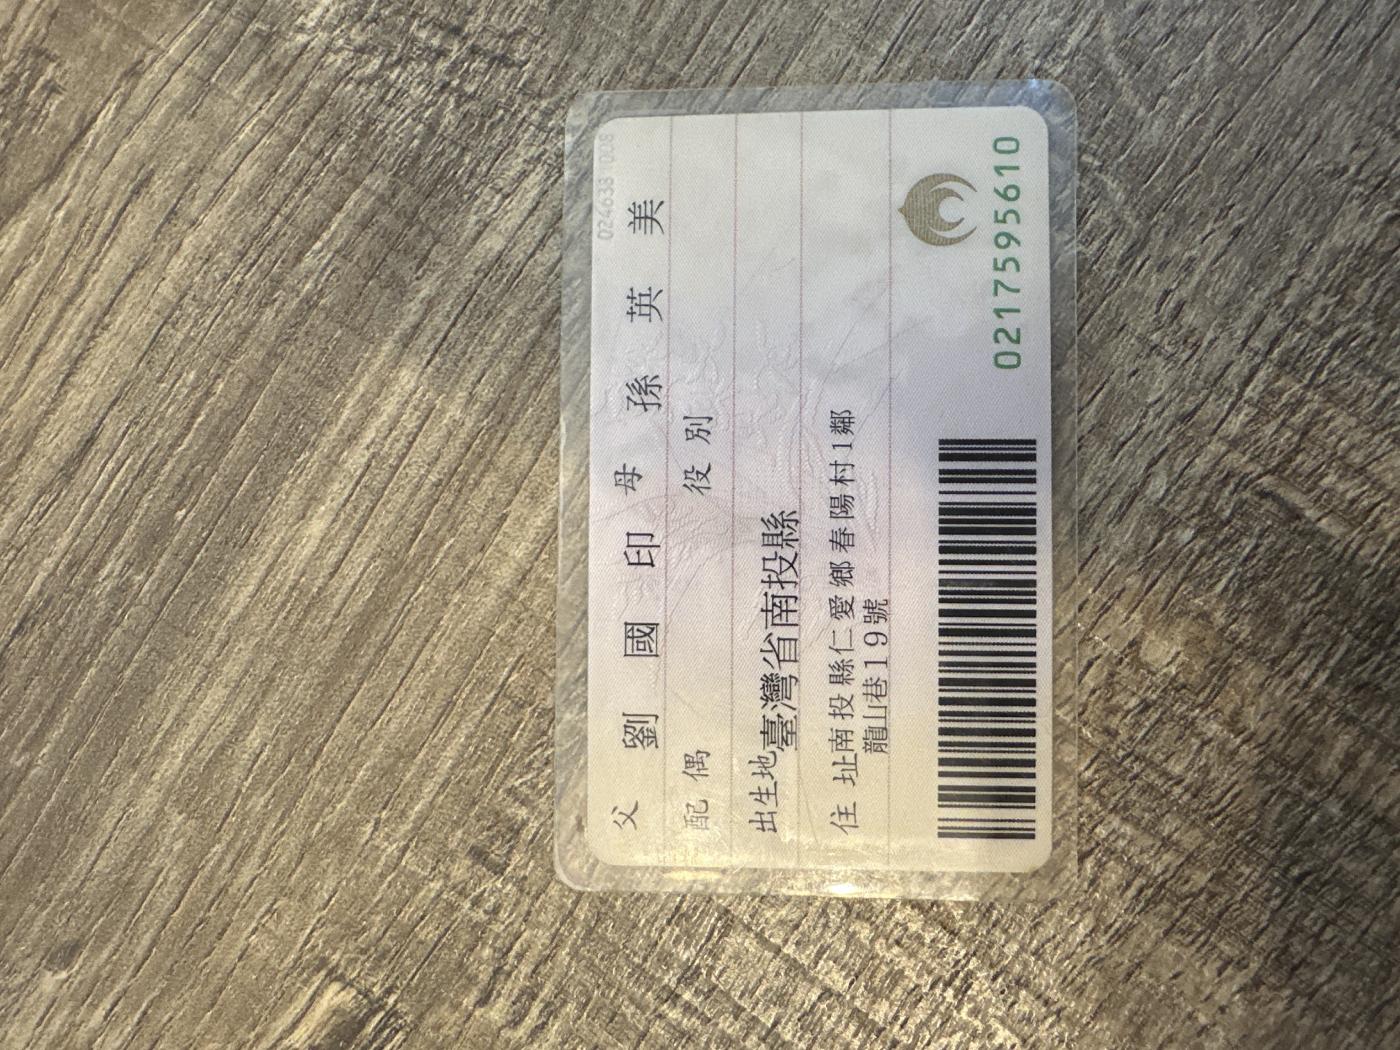 024638 008
父 劉國印 母 孫英美
配偶 役別
出生地臺灣省南投縣
住址南投縣仁愛鄉春陽村1鄰
龍山巷19號
0217595610